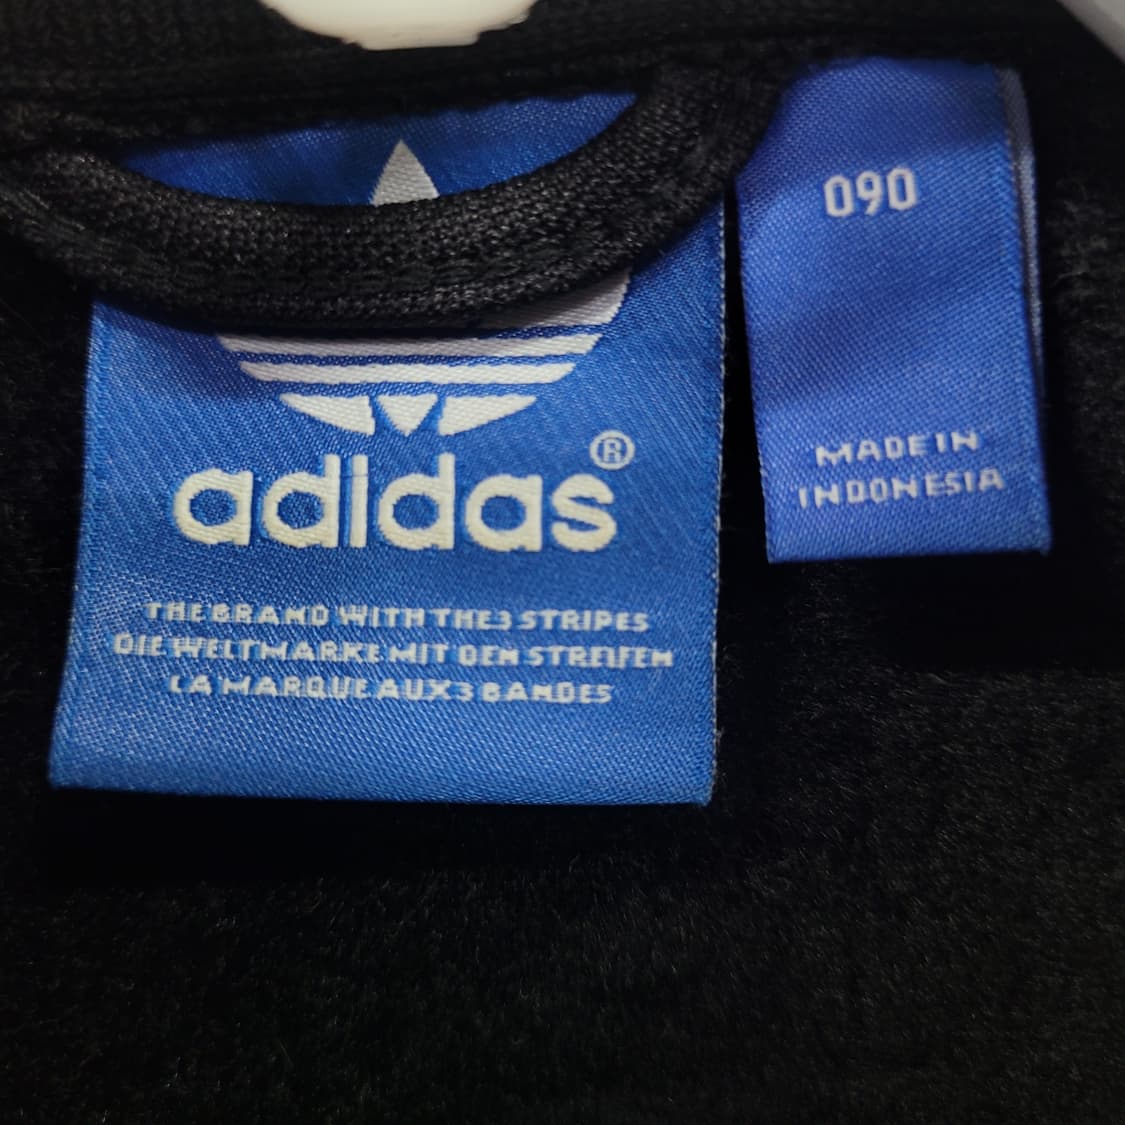 adidas®
THE BRAND WITH THE 3 STRIPES
DIE WELTMARKE MIT DEN STREIFEN
LA MARQUE AUX 3 BANDES
090
MADE IN
INDONESIA